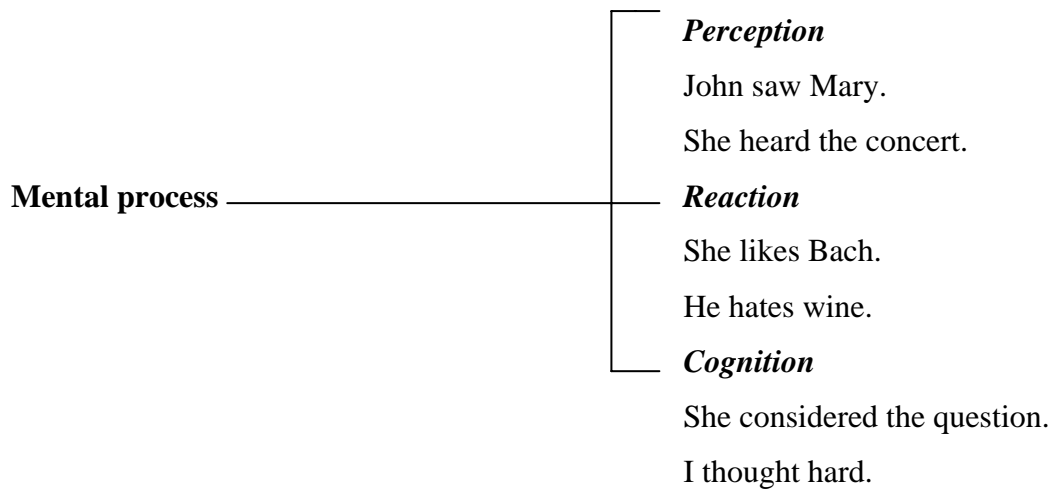 Perception
John saw Mary.
She heard the concert.
Mental process
Reaction
She likes Bach.
He hates wine.
Cognition
She considered the question.
I thought hard.